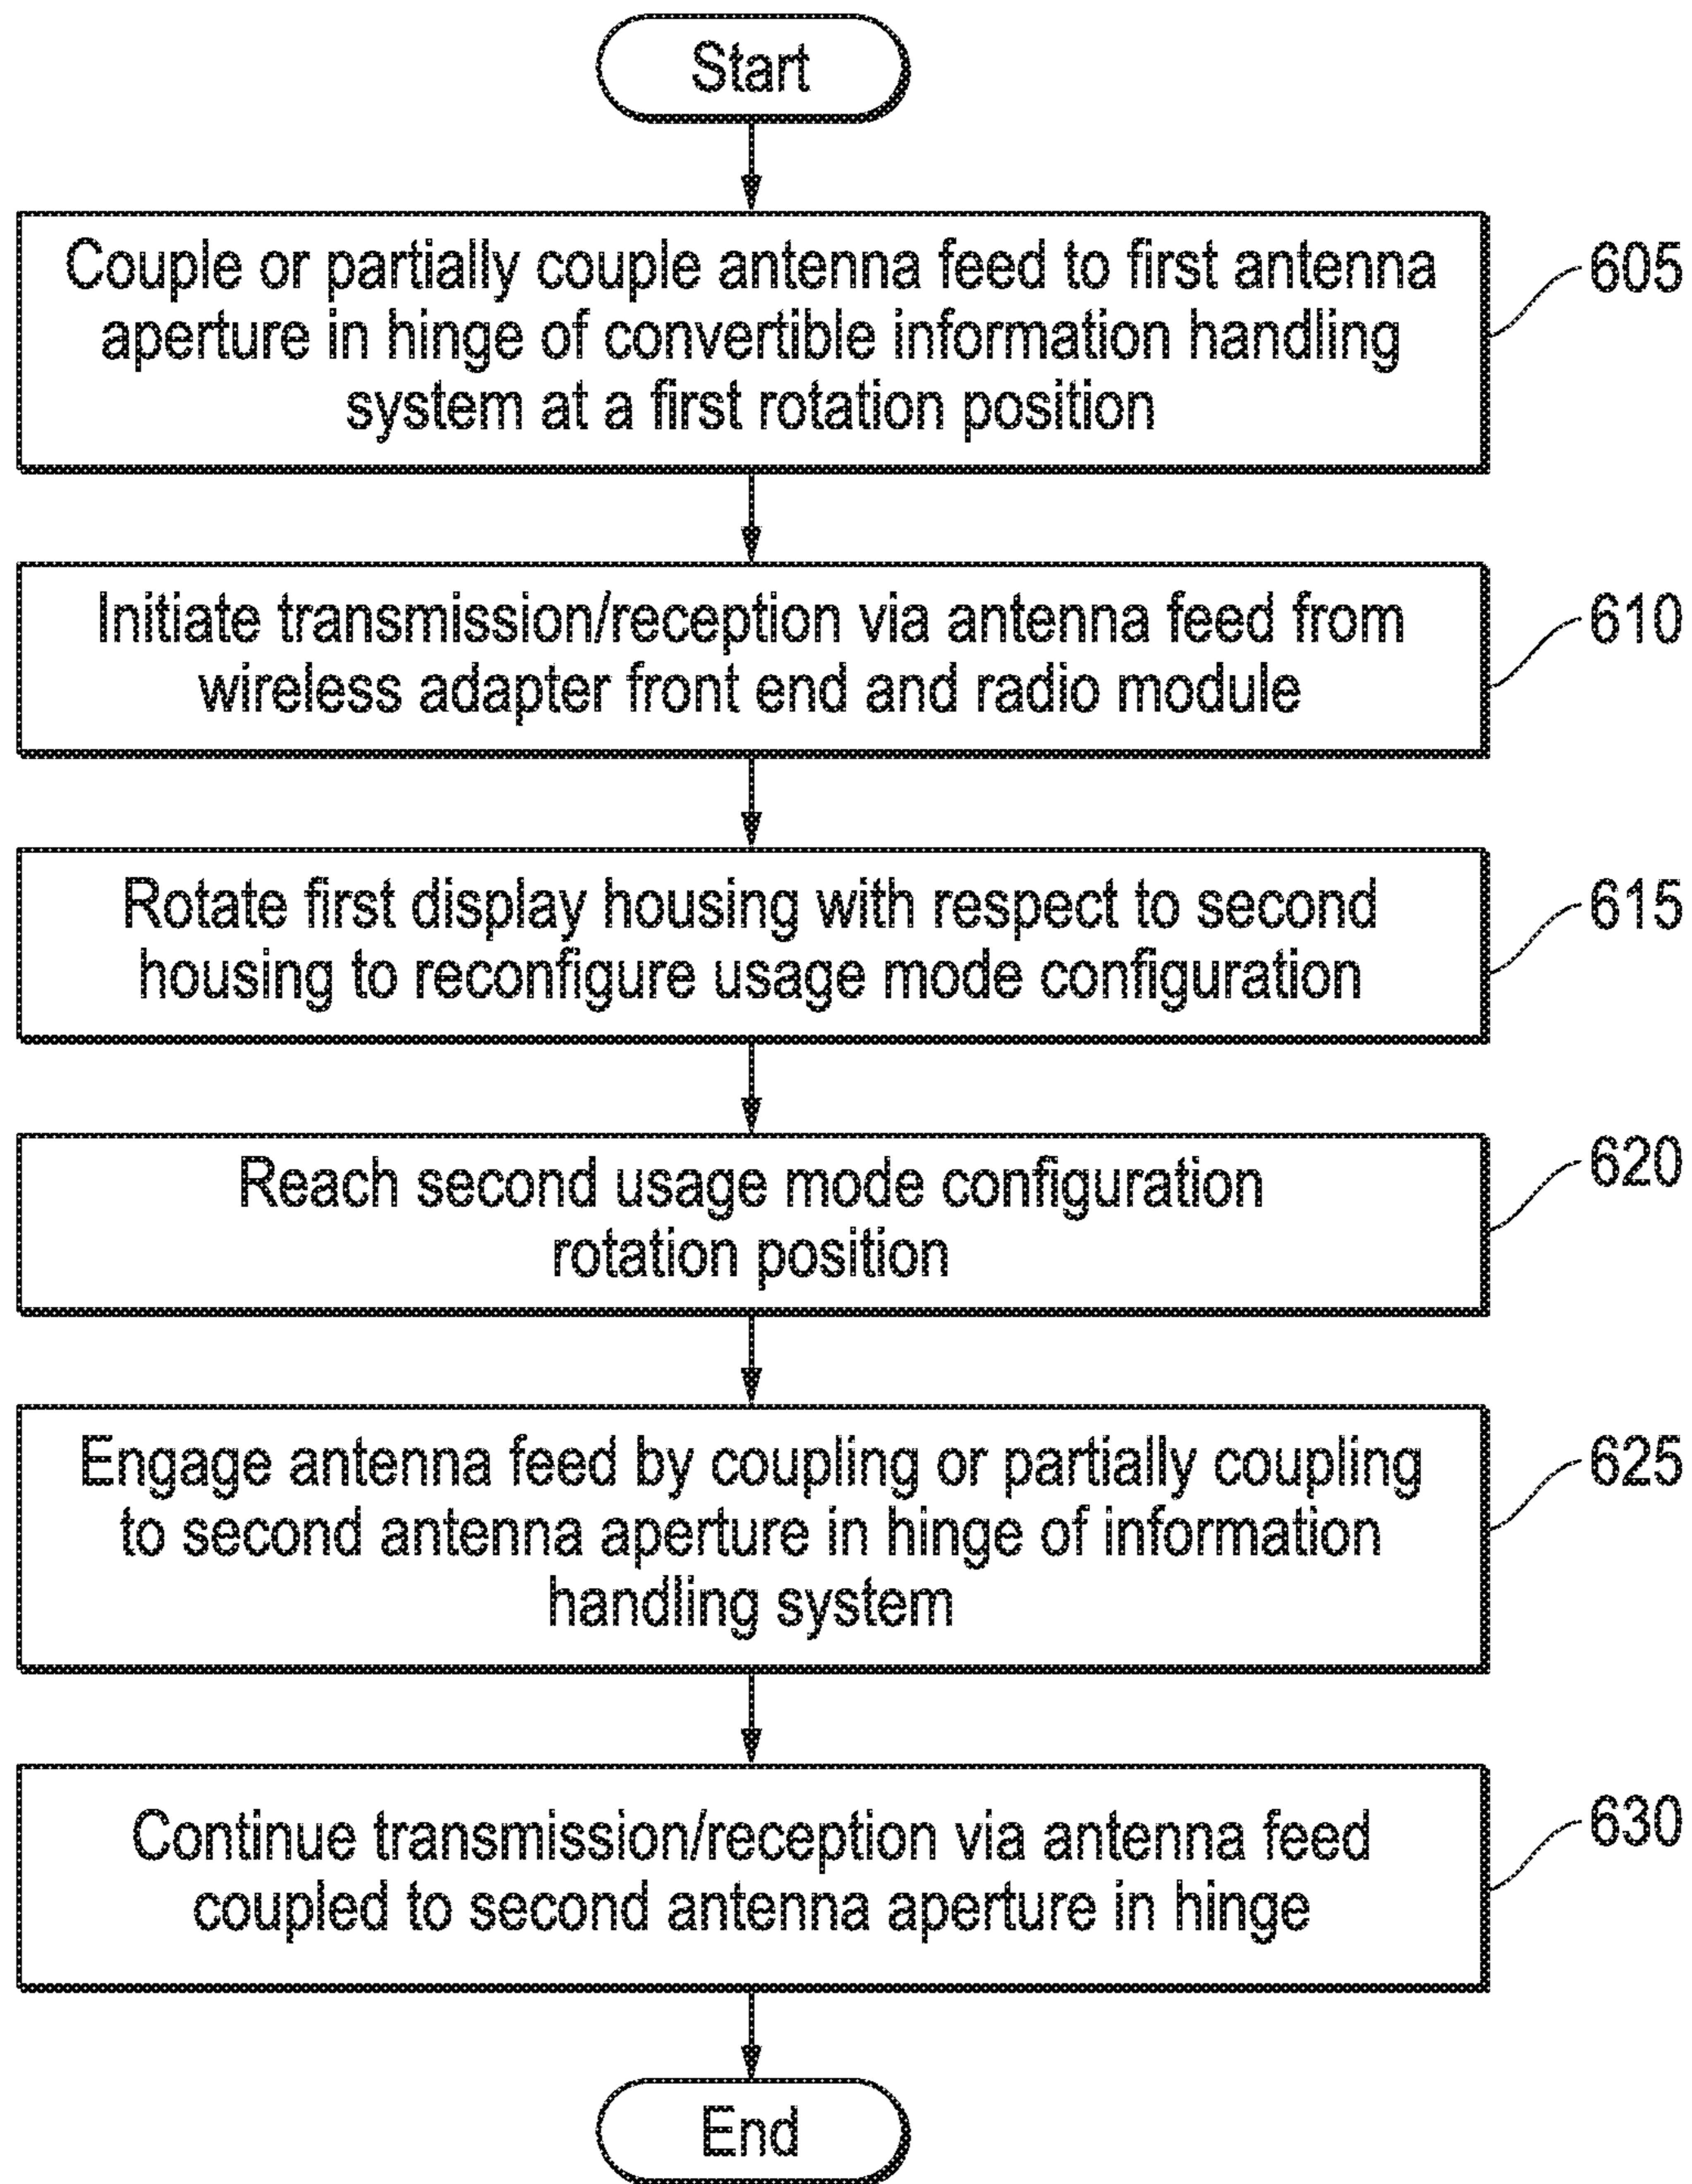 Start
Couple or partially couple antenna feed to first antenna
aperture in hinge of convertible information handling
system at a first rotation position
605
Initiate transmission/reception via antenna feed from
wireless adapter front end and radio module
610
Rotate first display housing with respect to second
housing to reconfigure usage mode configuration
615
Reach second usage mode configuration
rotation position
620
Engage antenna feed by coupling or partially coupling
to second antenna aperture in hinge of information
handling system
625
Continue transmission/reception via antenna feed
coupled to second antenna aperture in hinge
630
End